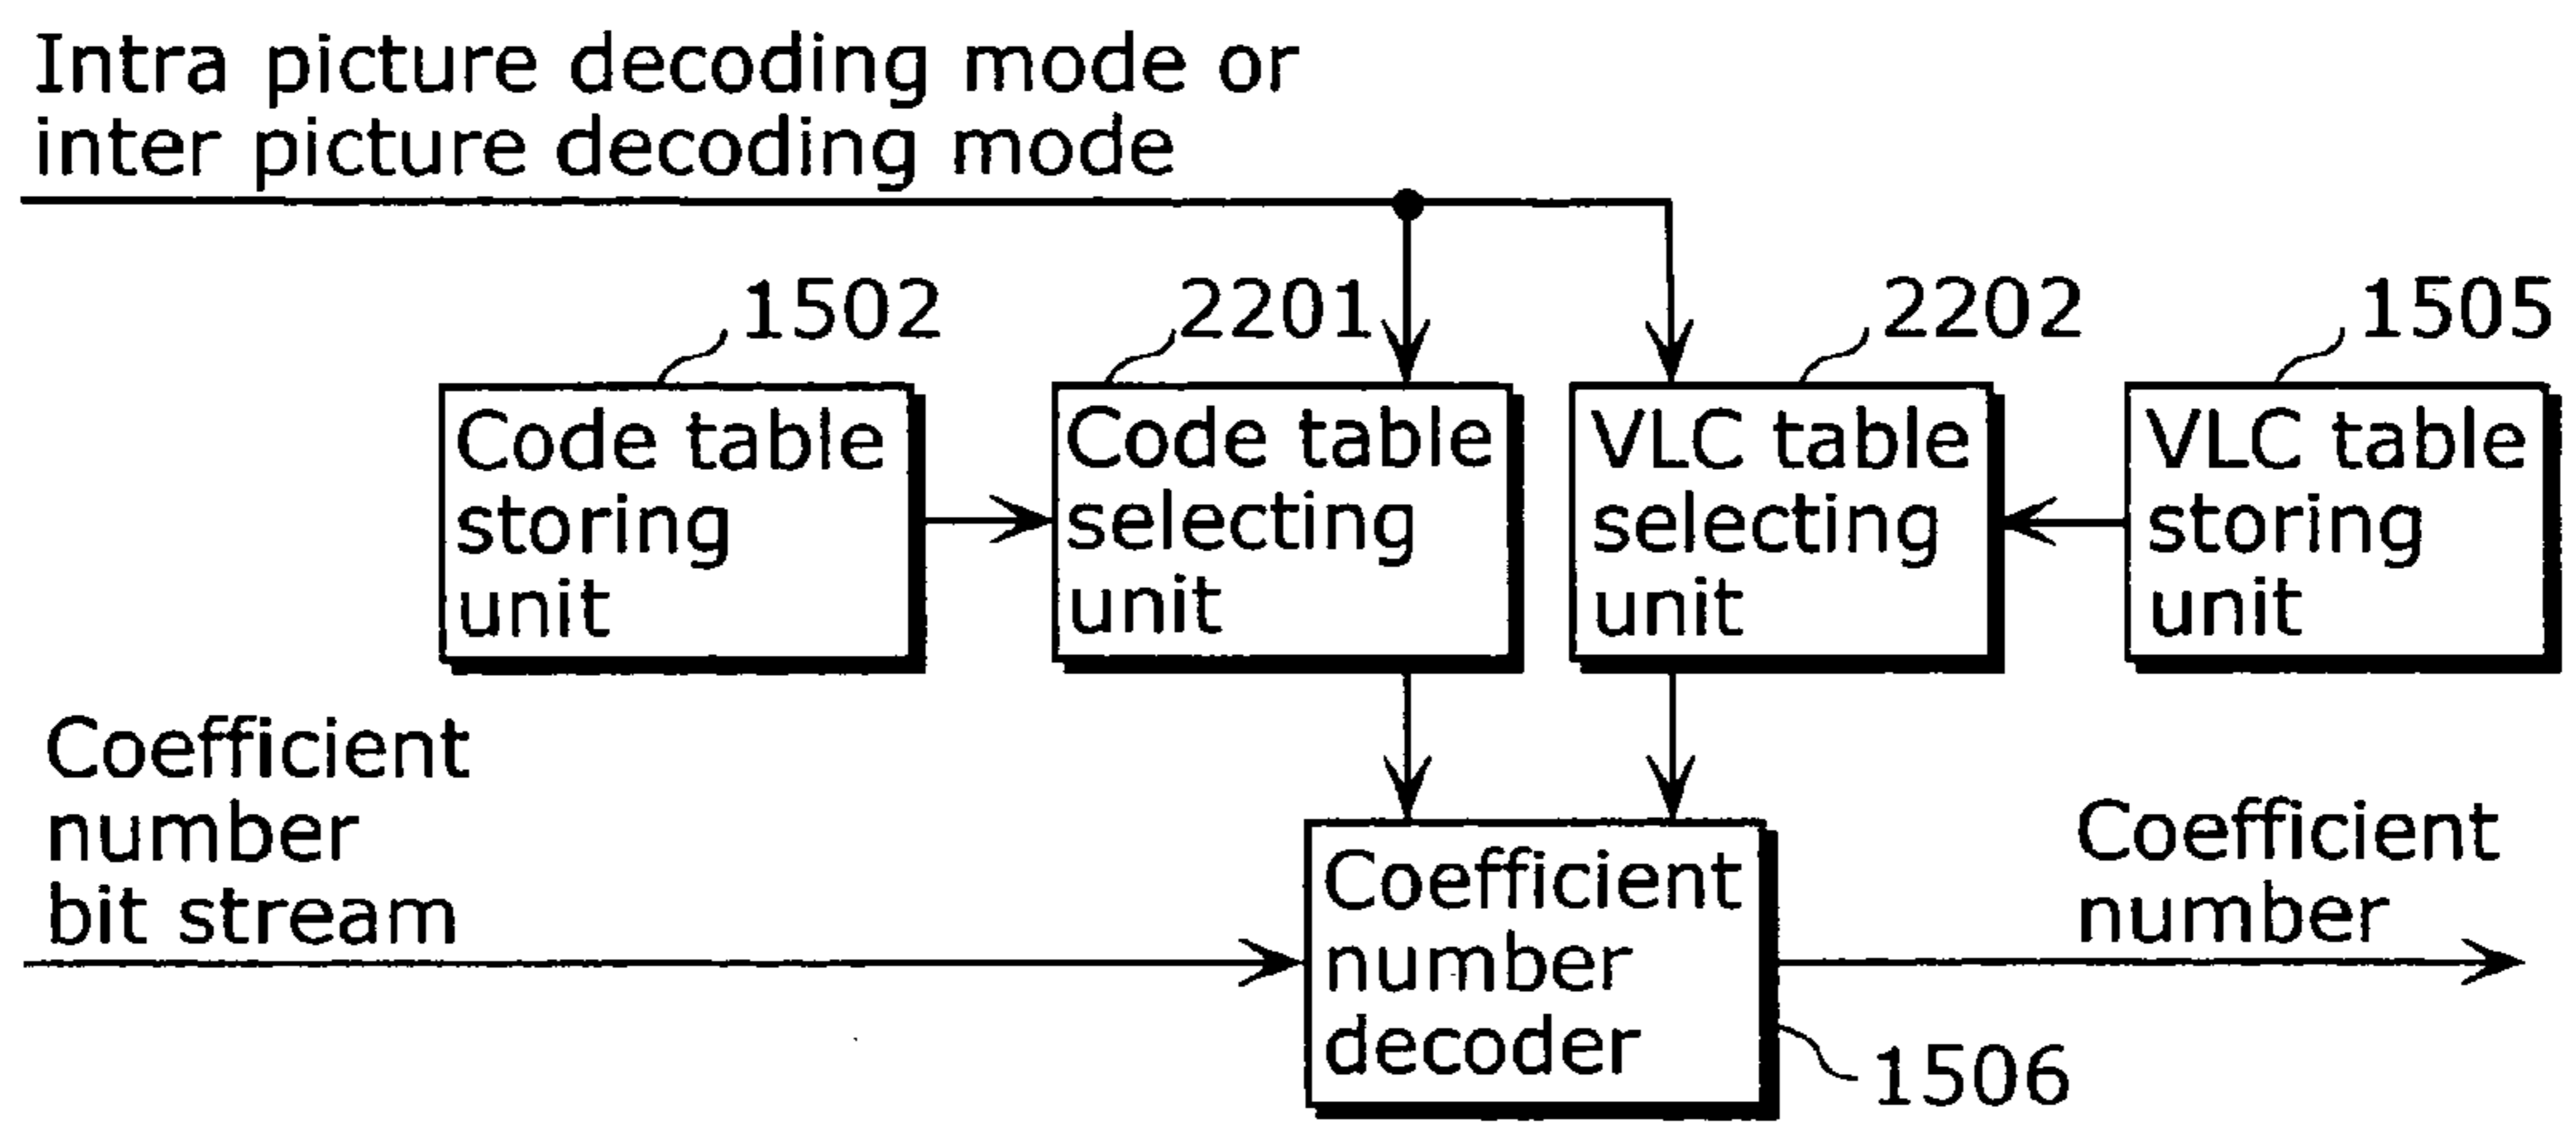 Intra picture decoding mode or
inter picture decoding mode
1502
2201
2202
1505
Code table
storing
unit
Code table
selecting
unit
VLC table
selecting
unit
VLC table
storing
unit
Coefficient
number
bit stream
Coefficient
number
decoder
Coefficient
number
1506